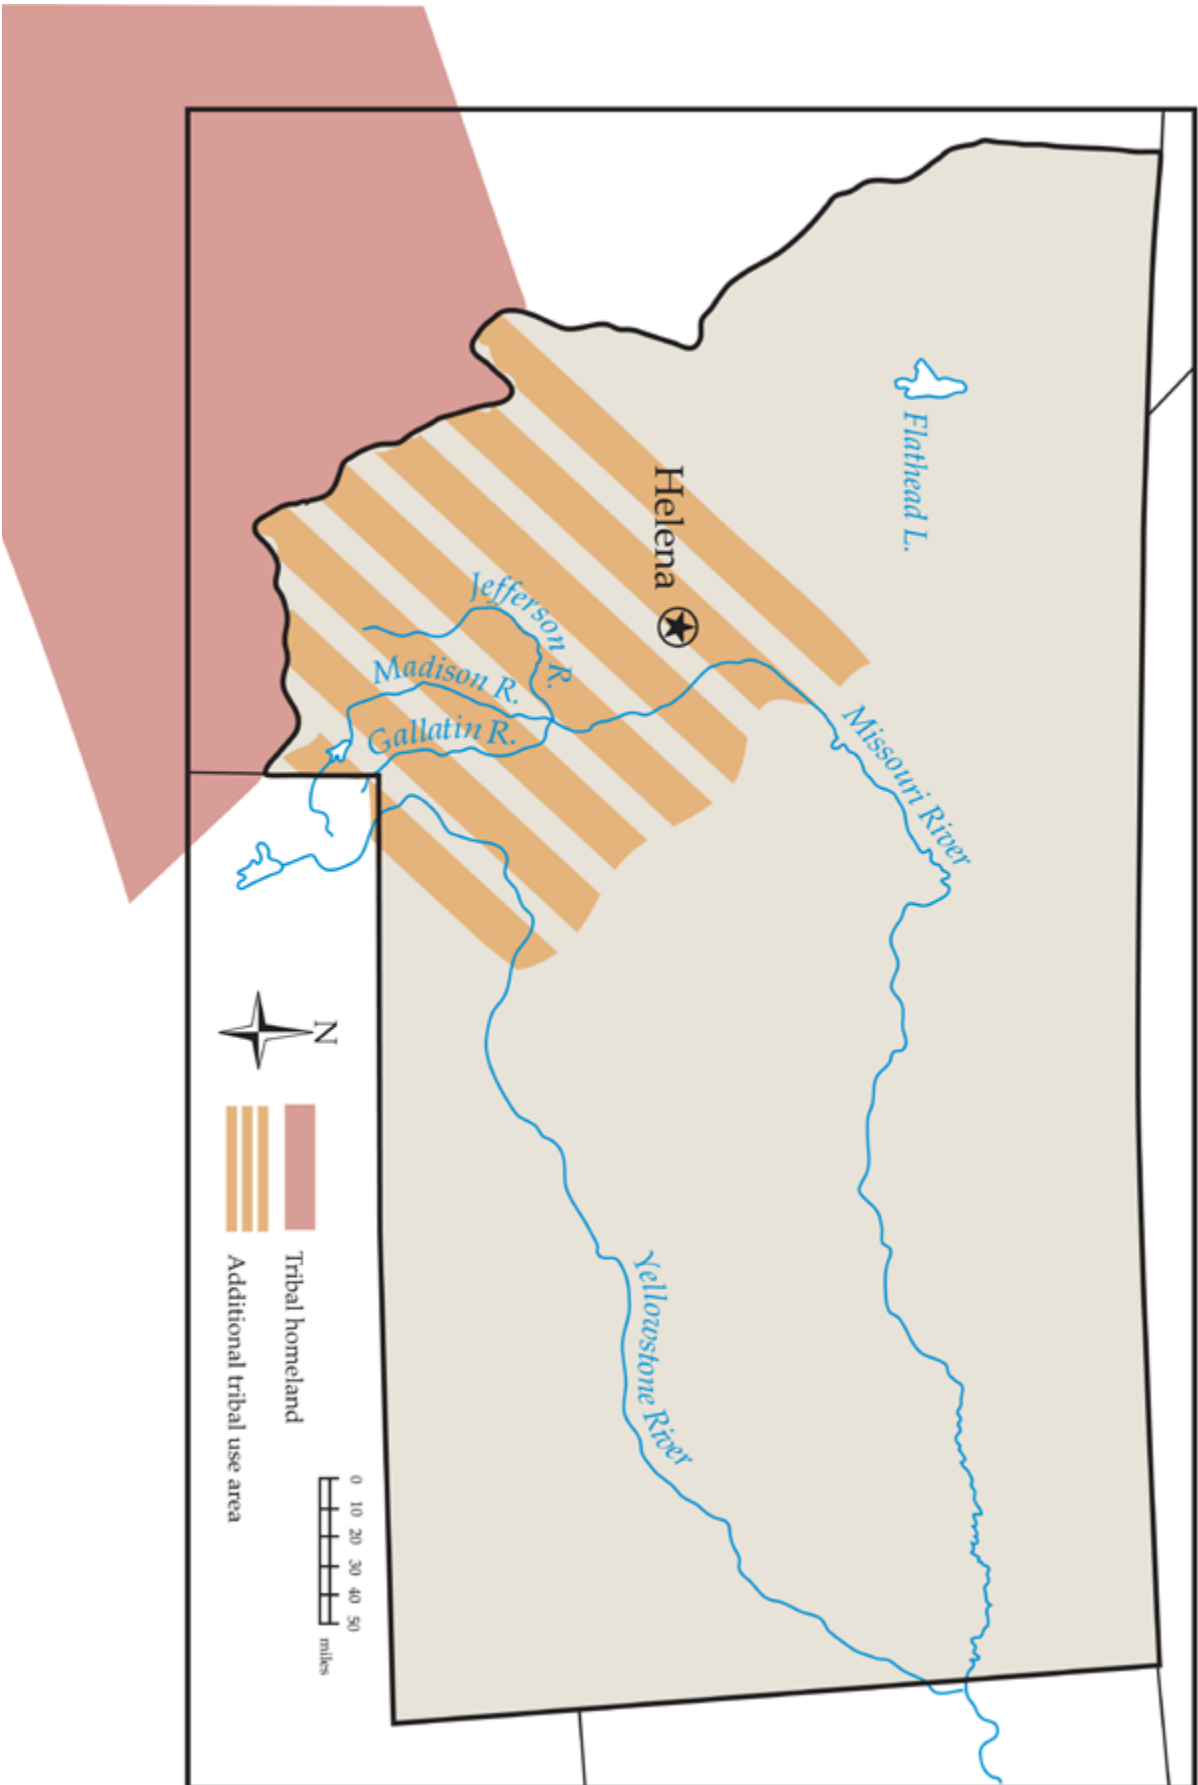 Flathead L.
Helena
Missouri River
Jefferson R.
Madison R.
Gallatin R.
Yellowstone River
N
Tribal homeland
Additional tribal use area
0 10 20 30 40 50
miles